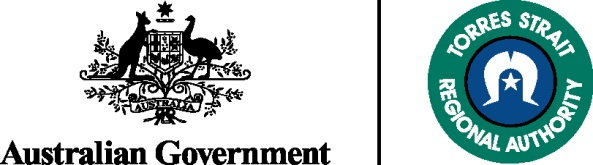 AUSTRALIA
Australian Government
TORRES STRAIT
REGIONAL AUTHORITY